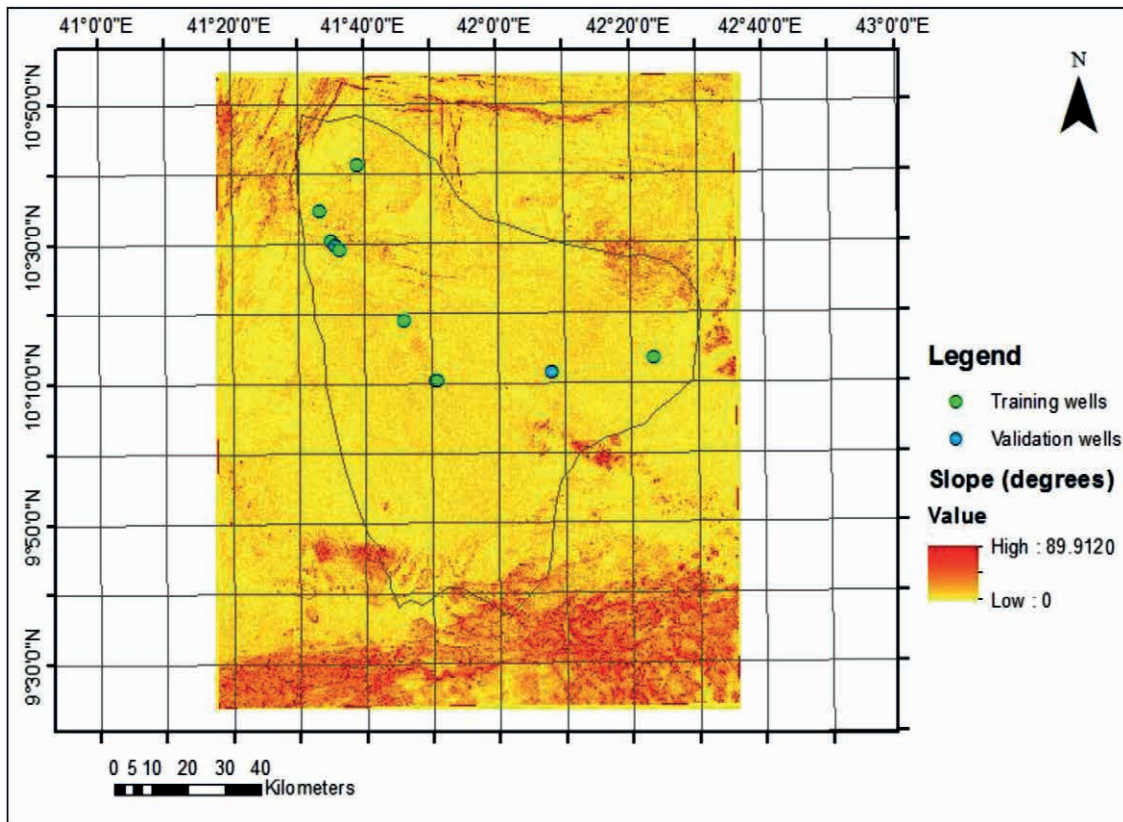 41°0'0"E 41°20'0"E 41°40'0"E 42°0'0"E 42°20'0"E 42°40'0"E 43°0'0"E
N
10°50'0"N
10°30'0"N
10°10'0"N
9°50'0"N
9°30'0"N
Legend
Training wells
Validation wells
Slope (degrees)
Value
High : 89.9120
Low : 0
0 5 10 20 30 40
Kilometers